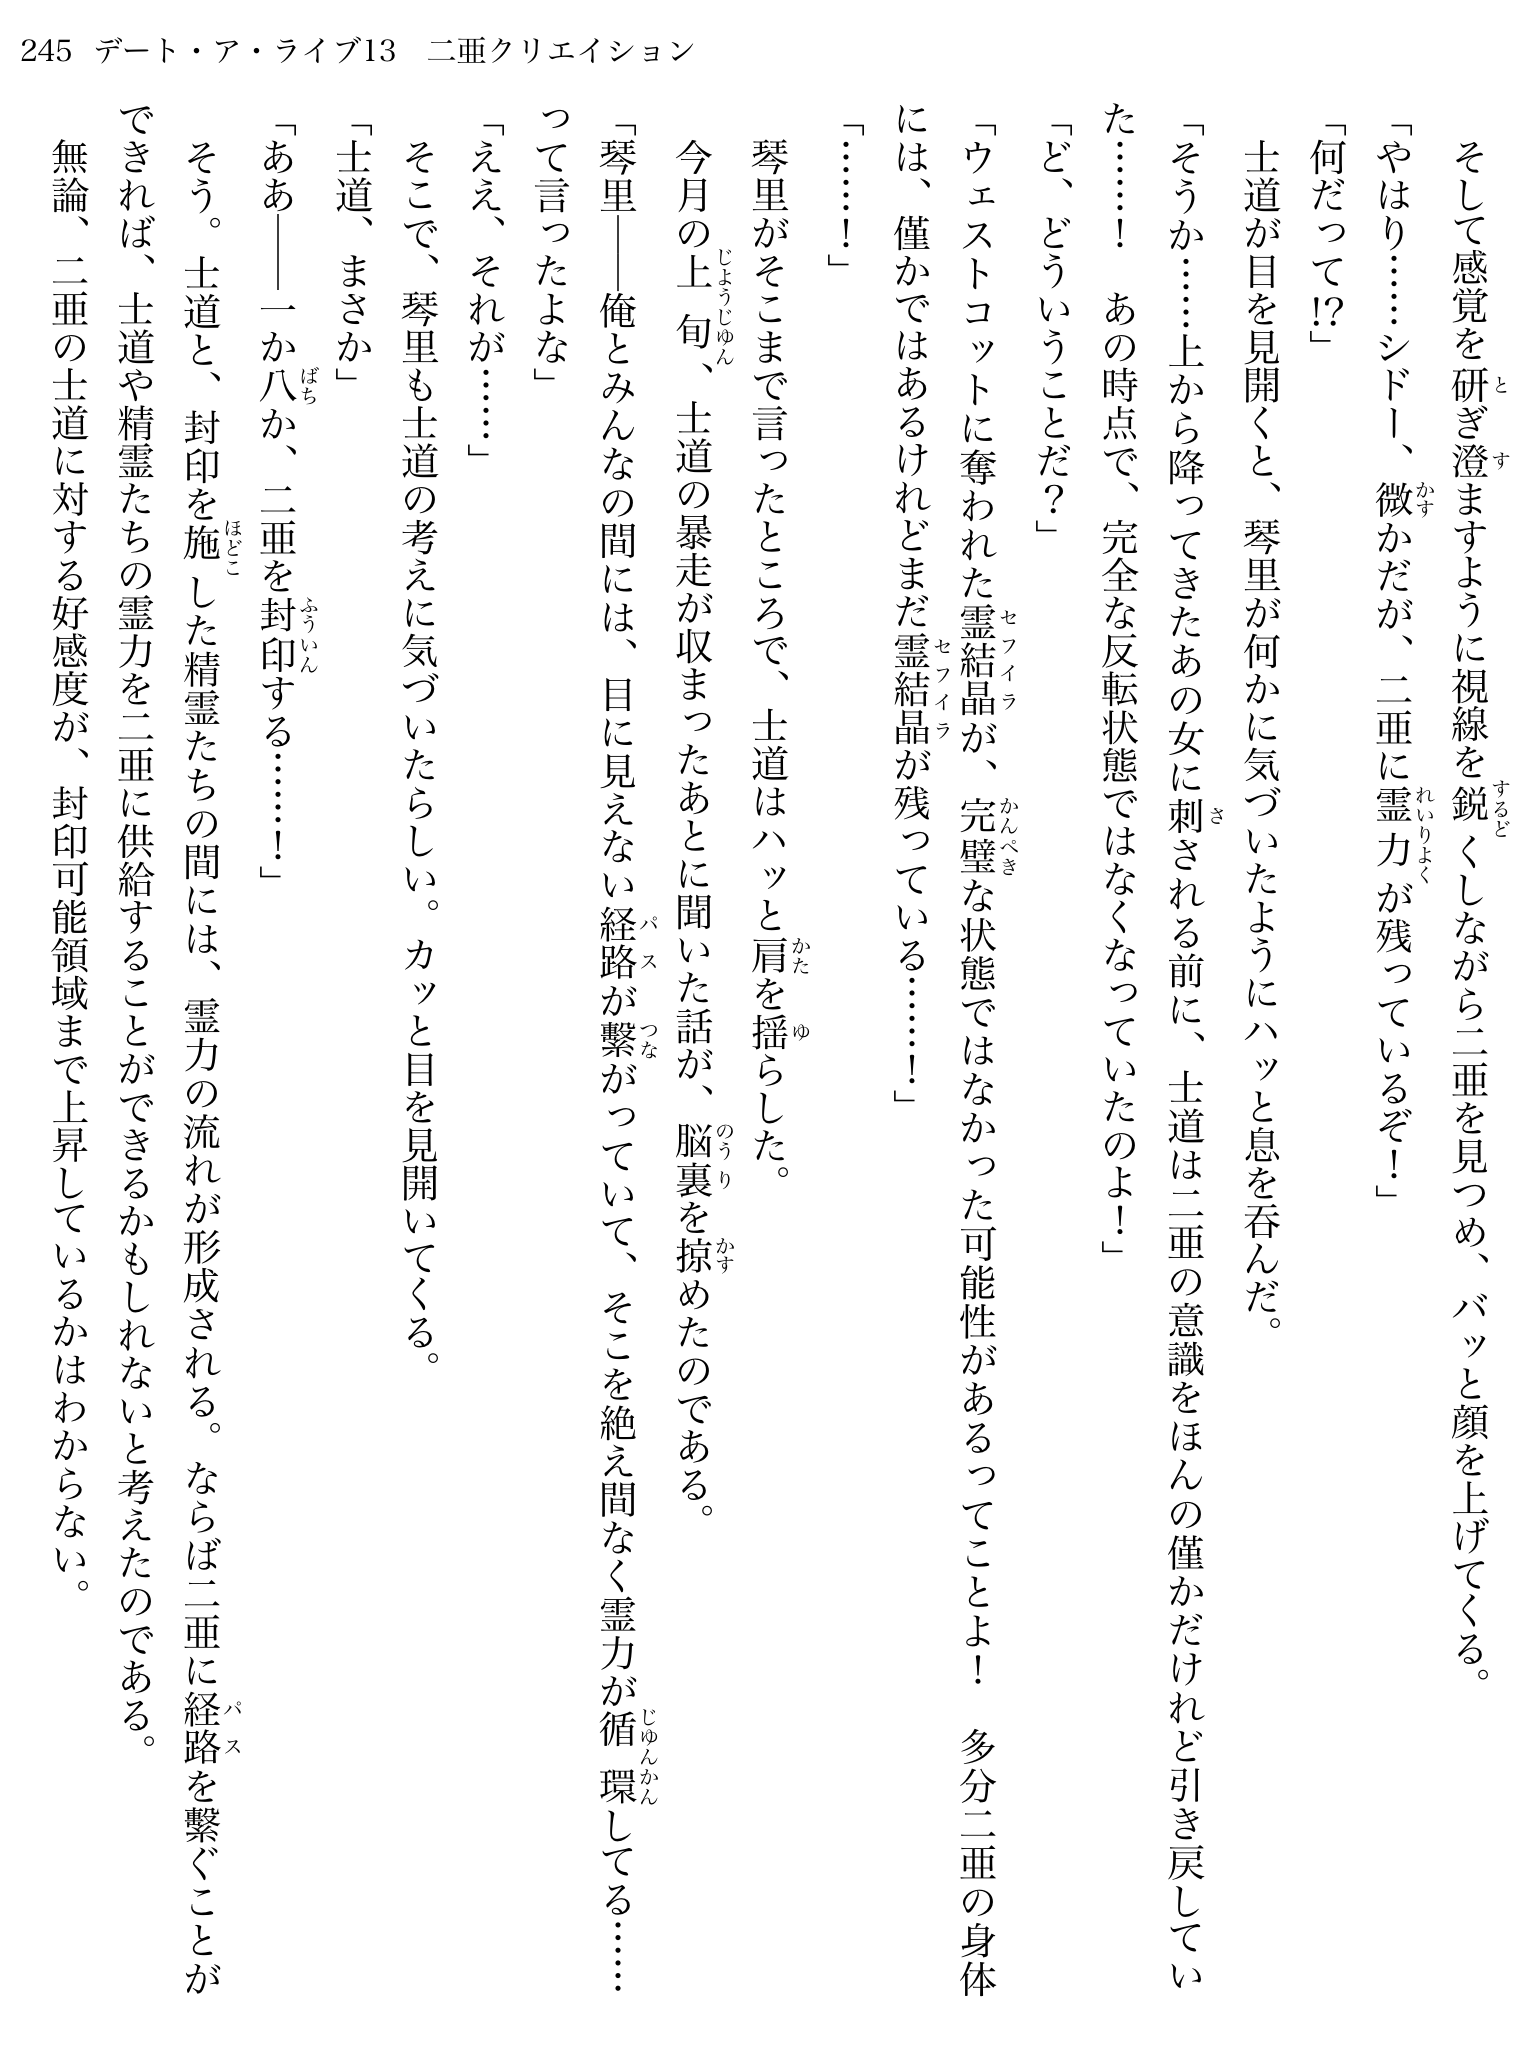 245 デート・ア・ライブ13 二亜クリエイション
そして感覚を研ぎ澄ますように視線を鋭くしながら二亜を見つめ、バッと顔を上げてくる。
「やはり……シドー、微かだが、二亜に霊力が残っているぞ！」
「何だって!?」
士道が目を見開くと、琴里が何かに気づいたようにハッと息を呑んだ。
「そうか……上から降ってきたあの女に刺される前に、士道は二亜の意識をほんの僅かだけれど引き戻してい
た……！　あの時点で、完全な反転状態ではなくなっていたのよ！」
「ど、どういうことだ？」
「ウェストコットに奪われた霊結晶が、完璧な状態ではなかった可能性があるってことよ！　多分二亜の身体
には、僅かではあるけれどまだ霊結晶が残っている……！」
「……！」
琴里がそこまで言ったところで、士道はハッと肩を揺らした。
今月の上旬、士道の暴走が収まったあとに聞いた話が、脳裏を掠めたのである。
「琴里――俺とみんなの間には、目に見えない経路が繋がっていて、そこを絶え間なく霊力が循環してる……
って言ったよな」
「ええ、それが……」
そこで、琴里も士道の考えに気づいたらしい。カッと目を見開いてくる。
「士道、まさか」
「ああ――一か八か、二亜を封印する……！」
そう。士道と、封印を施した精霊たちの間には、霊力の流れが形成される。ならば二亜に経路を繋ぐことが
できれば、士道や精霊たちの霊力を二亜に供給することができるかもしれないと考えたのである。
無論、二亜の士道に対する好感度が、封印可能領域まで上昇しているかはわからない。